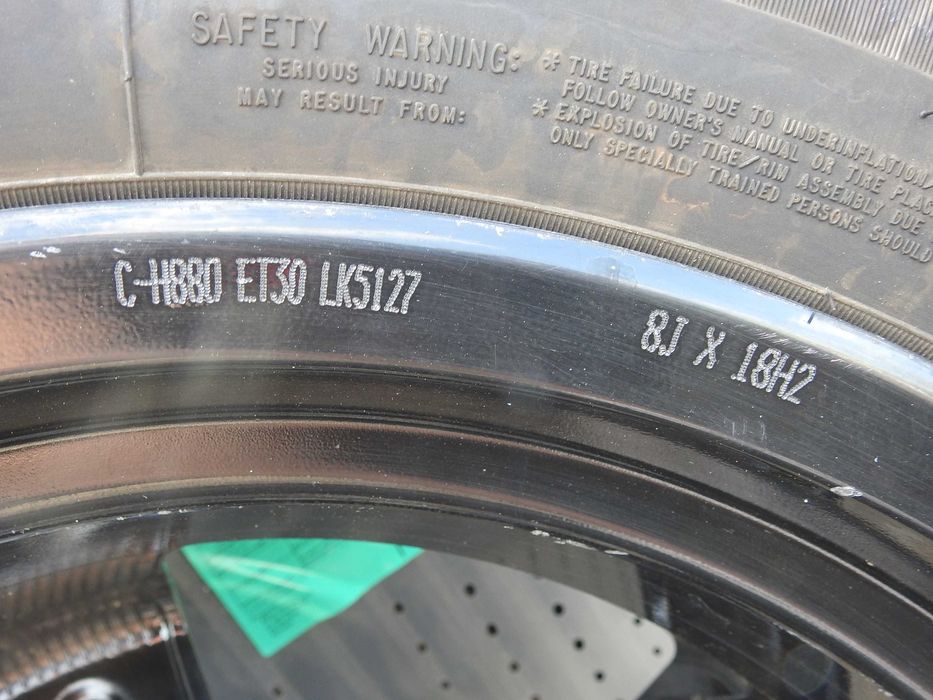 SAFETY WARNING:
SERIOUS INJURY
MAY RESULT FROM:
* TIRE FAILURE DUE TO UNDERINFLATION/
FOLLOW OWNER'S MANUAL OR TIRE PLAC
* EXPLOSION OF TIRE/RIM ASSEMBLY DUE
ONLY SPECIALLY TRAINED PERSONS SHOULD
C-H880 ET30 LK5127
8J X 18H2